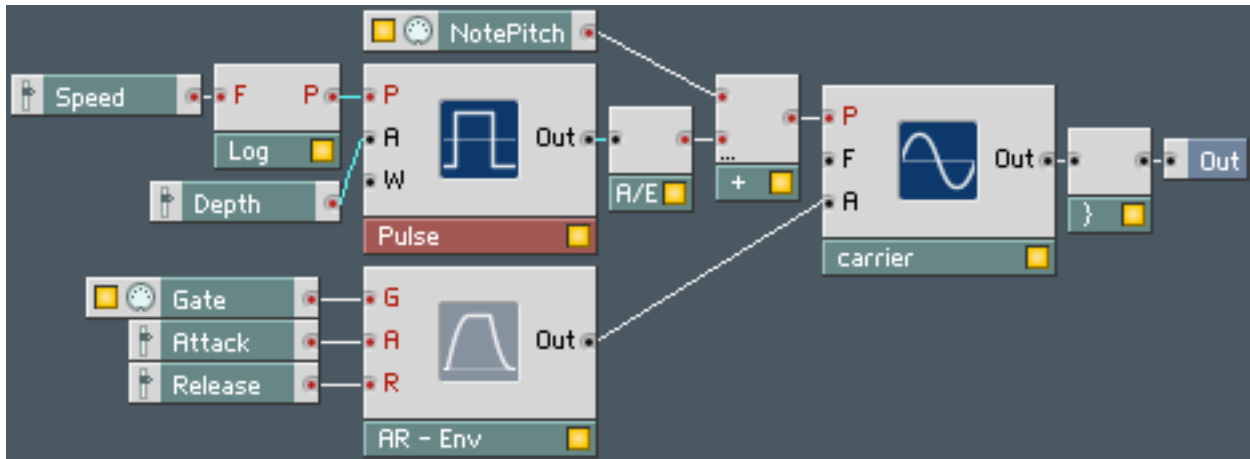 NotePitch
Speed
F P
Log
Depth
P
A Out
W
Pulse
A/E
...
+
P
F Out
A
carrier
}
Out
Gate
Attack
Release
G
A Out
R
AR - Env